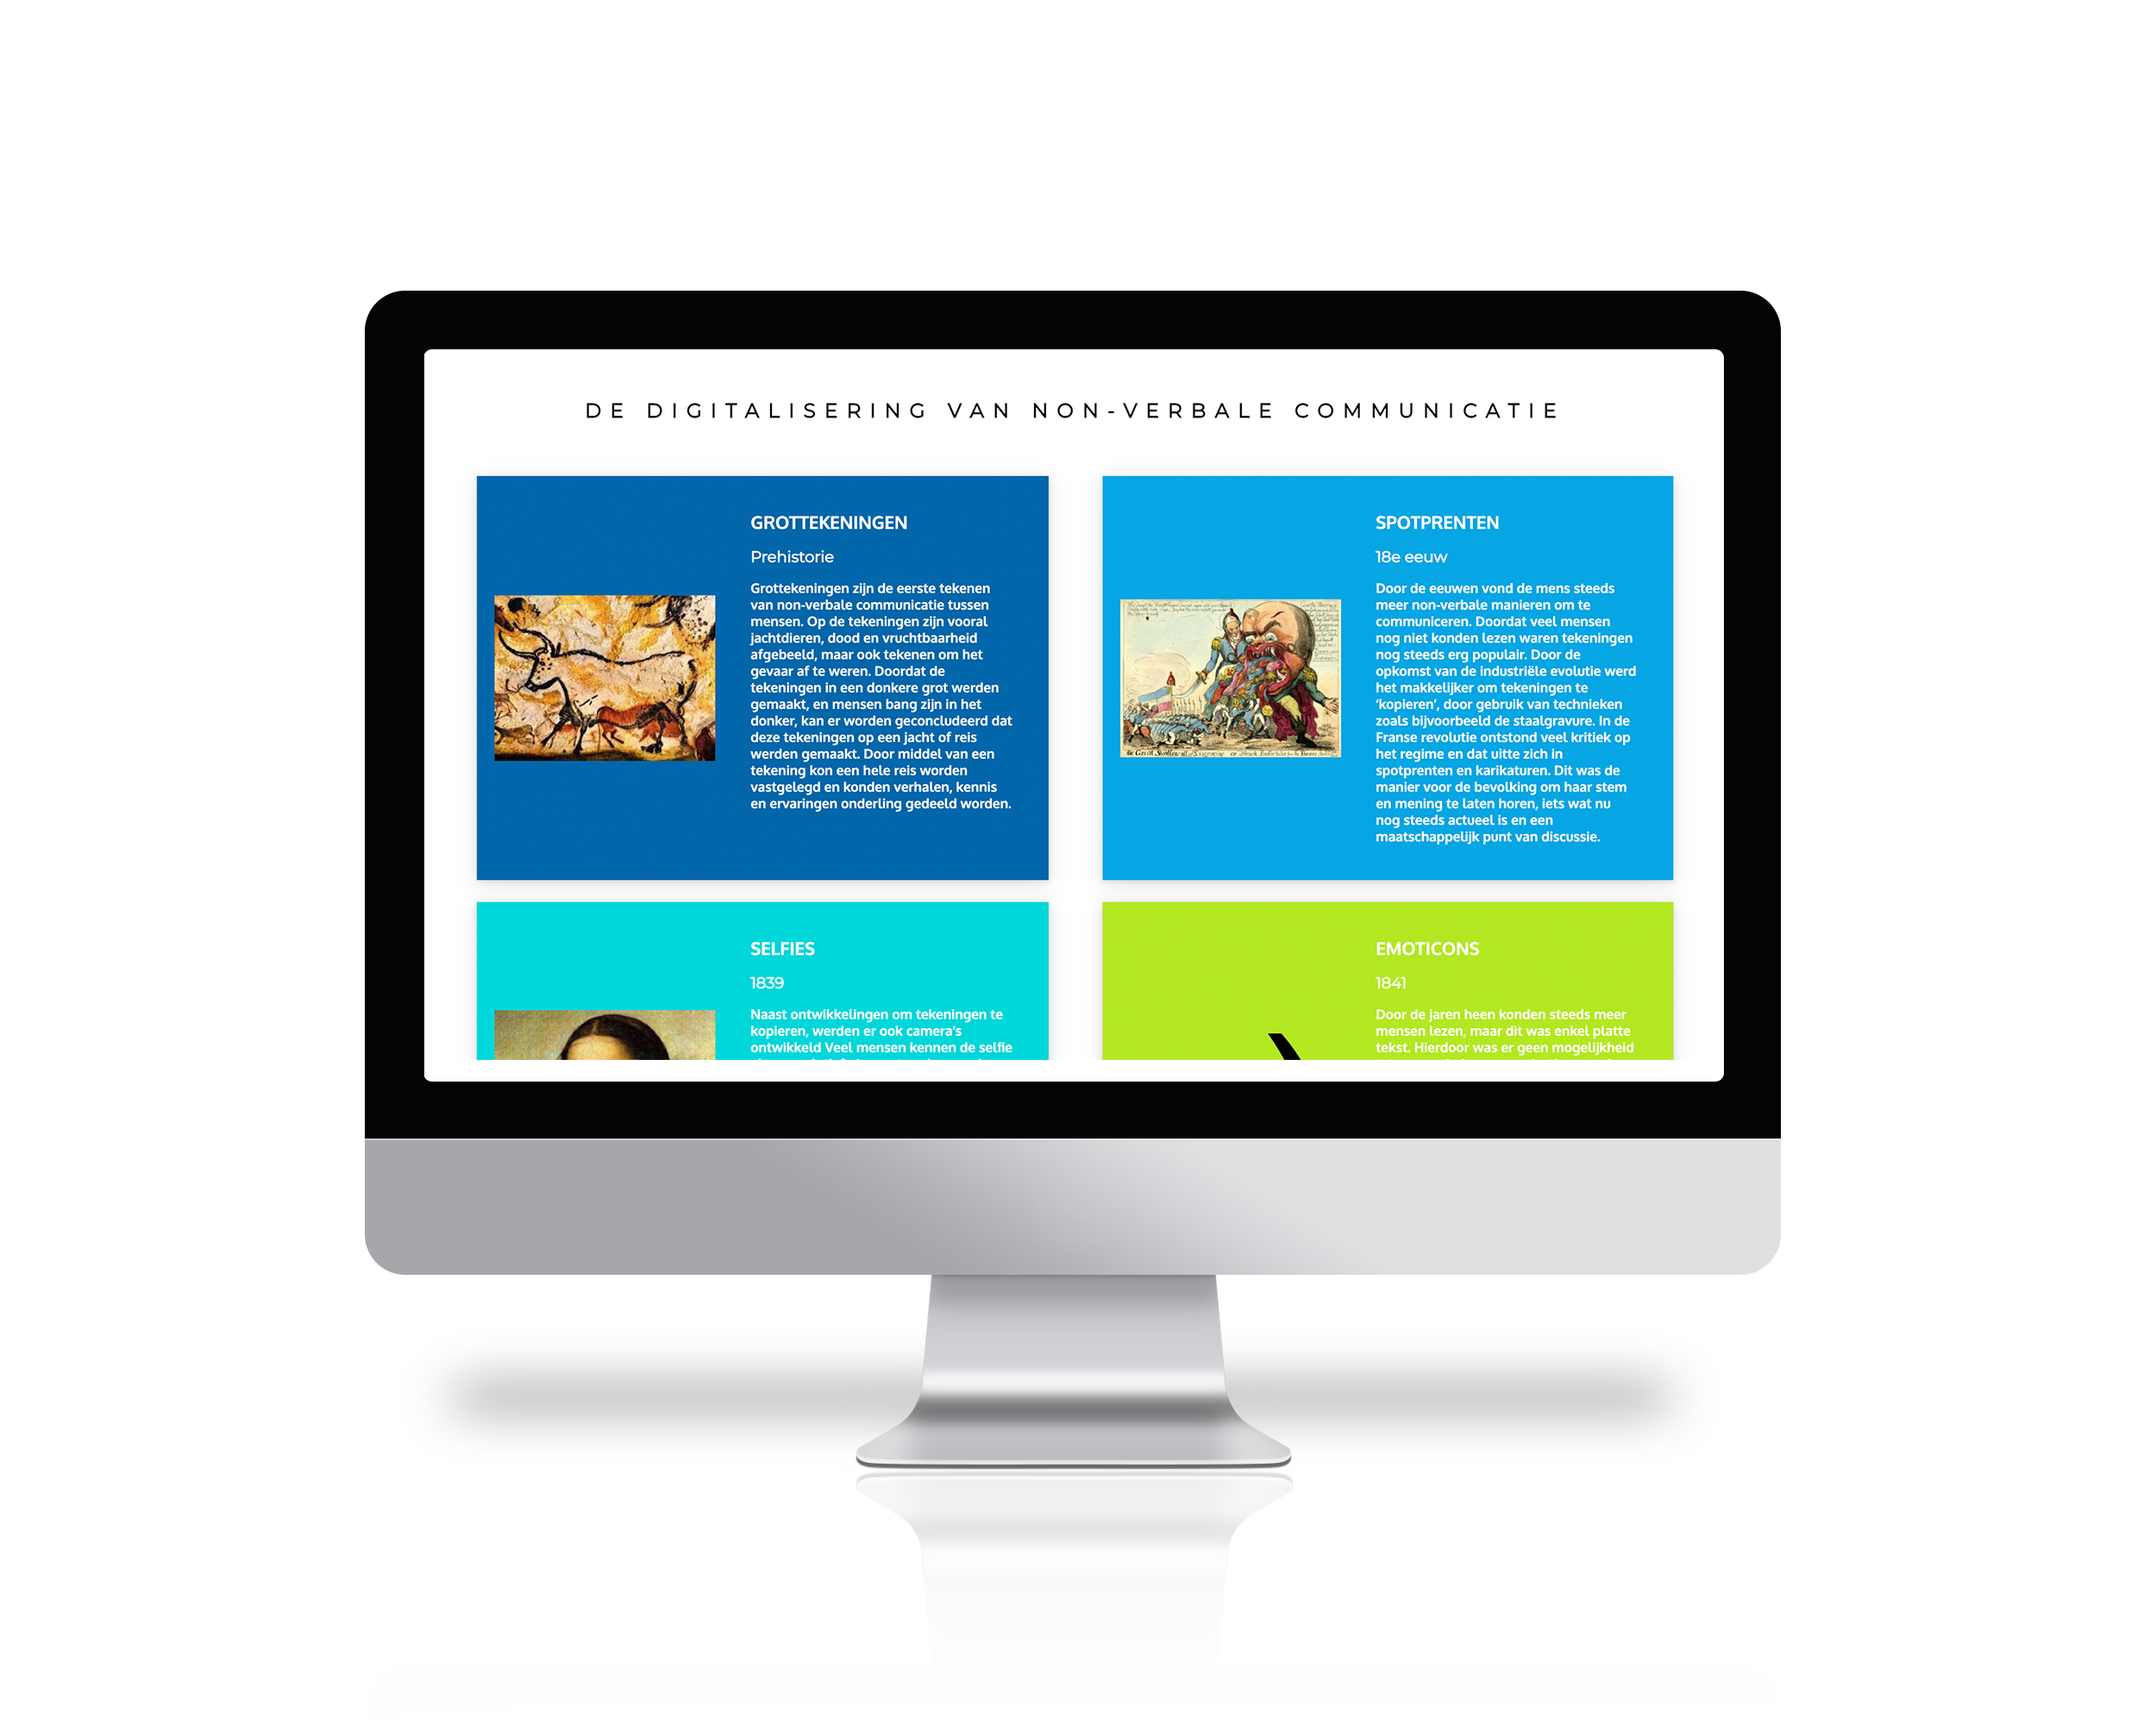 DE DIGITALISERING VAN NON-VERBALE COMMUNICATIE
GROTTEKENINGEN
Prehistorie
Grottekeningen zijn de eerste tekenen
van non-verbale communicatie tussen
mensen. Op de tekeningen zijn vooral
jachtdieren, dood en vruchtbaarheid
afgebeeld, maar ook tekenen om het
gevaar af te weren. Doordat de
tekeningen in een donkere grot werden
gemaakt, en mensen bang zijn in het
donker, kan er worden geconcludeerd dat
deze tekeningen op een jacht of reis
werden gemaakt. Door middel van een
tekening kon een hele reis worden
vastgelegd en konden verhalen, kennis
en ervaringen onderling gedeeld worden.
SPOTPRENTEN
18e eeuw
Door de eeuwen vond de mens steeds
meer non-verbale manieren om te
communiceren. Doordat veel mensen
nog niet konden lezen waren tekeningen
nog steeds erg populair. Door de
opkomst van de industriële evolutie werd
het makkelijker om tekeningen te
‘kopieren’, door gebruik van technieken
zoals bijvoorbeeld de staalgravure. In de
Franse revolutie ontstond veel kritiek op
het regime en dat uitte zich in
spotprenten en karikaturen. Dit was de
manier voor de bevolking om haar stem
en mening te laten horen, iets wat nu
nog steeds actueel is en een
maatschappelijk punt van discussie.
SELFIES
1839
Naast ontwikkelingen om tekeningen te
kopieren, werden er ook camera’s
ontwikkeld Veel mensen kennen de selfie
EMOTICONS
1841
Door de jaren heen konden steeds meer
mensen lezen, maar dit was enkel platte
tekst. Hierdoor was er geen mogelijkheid